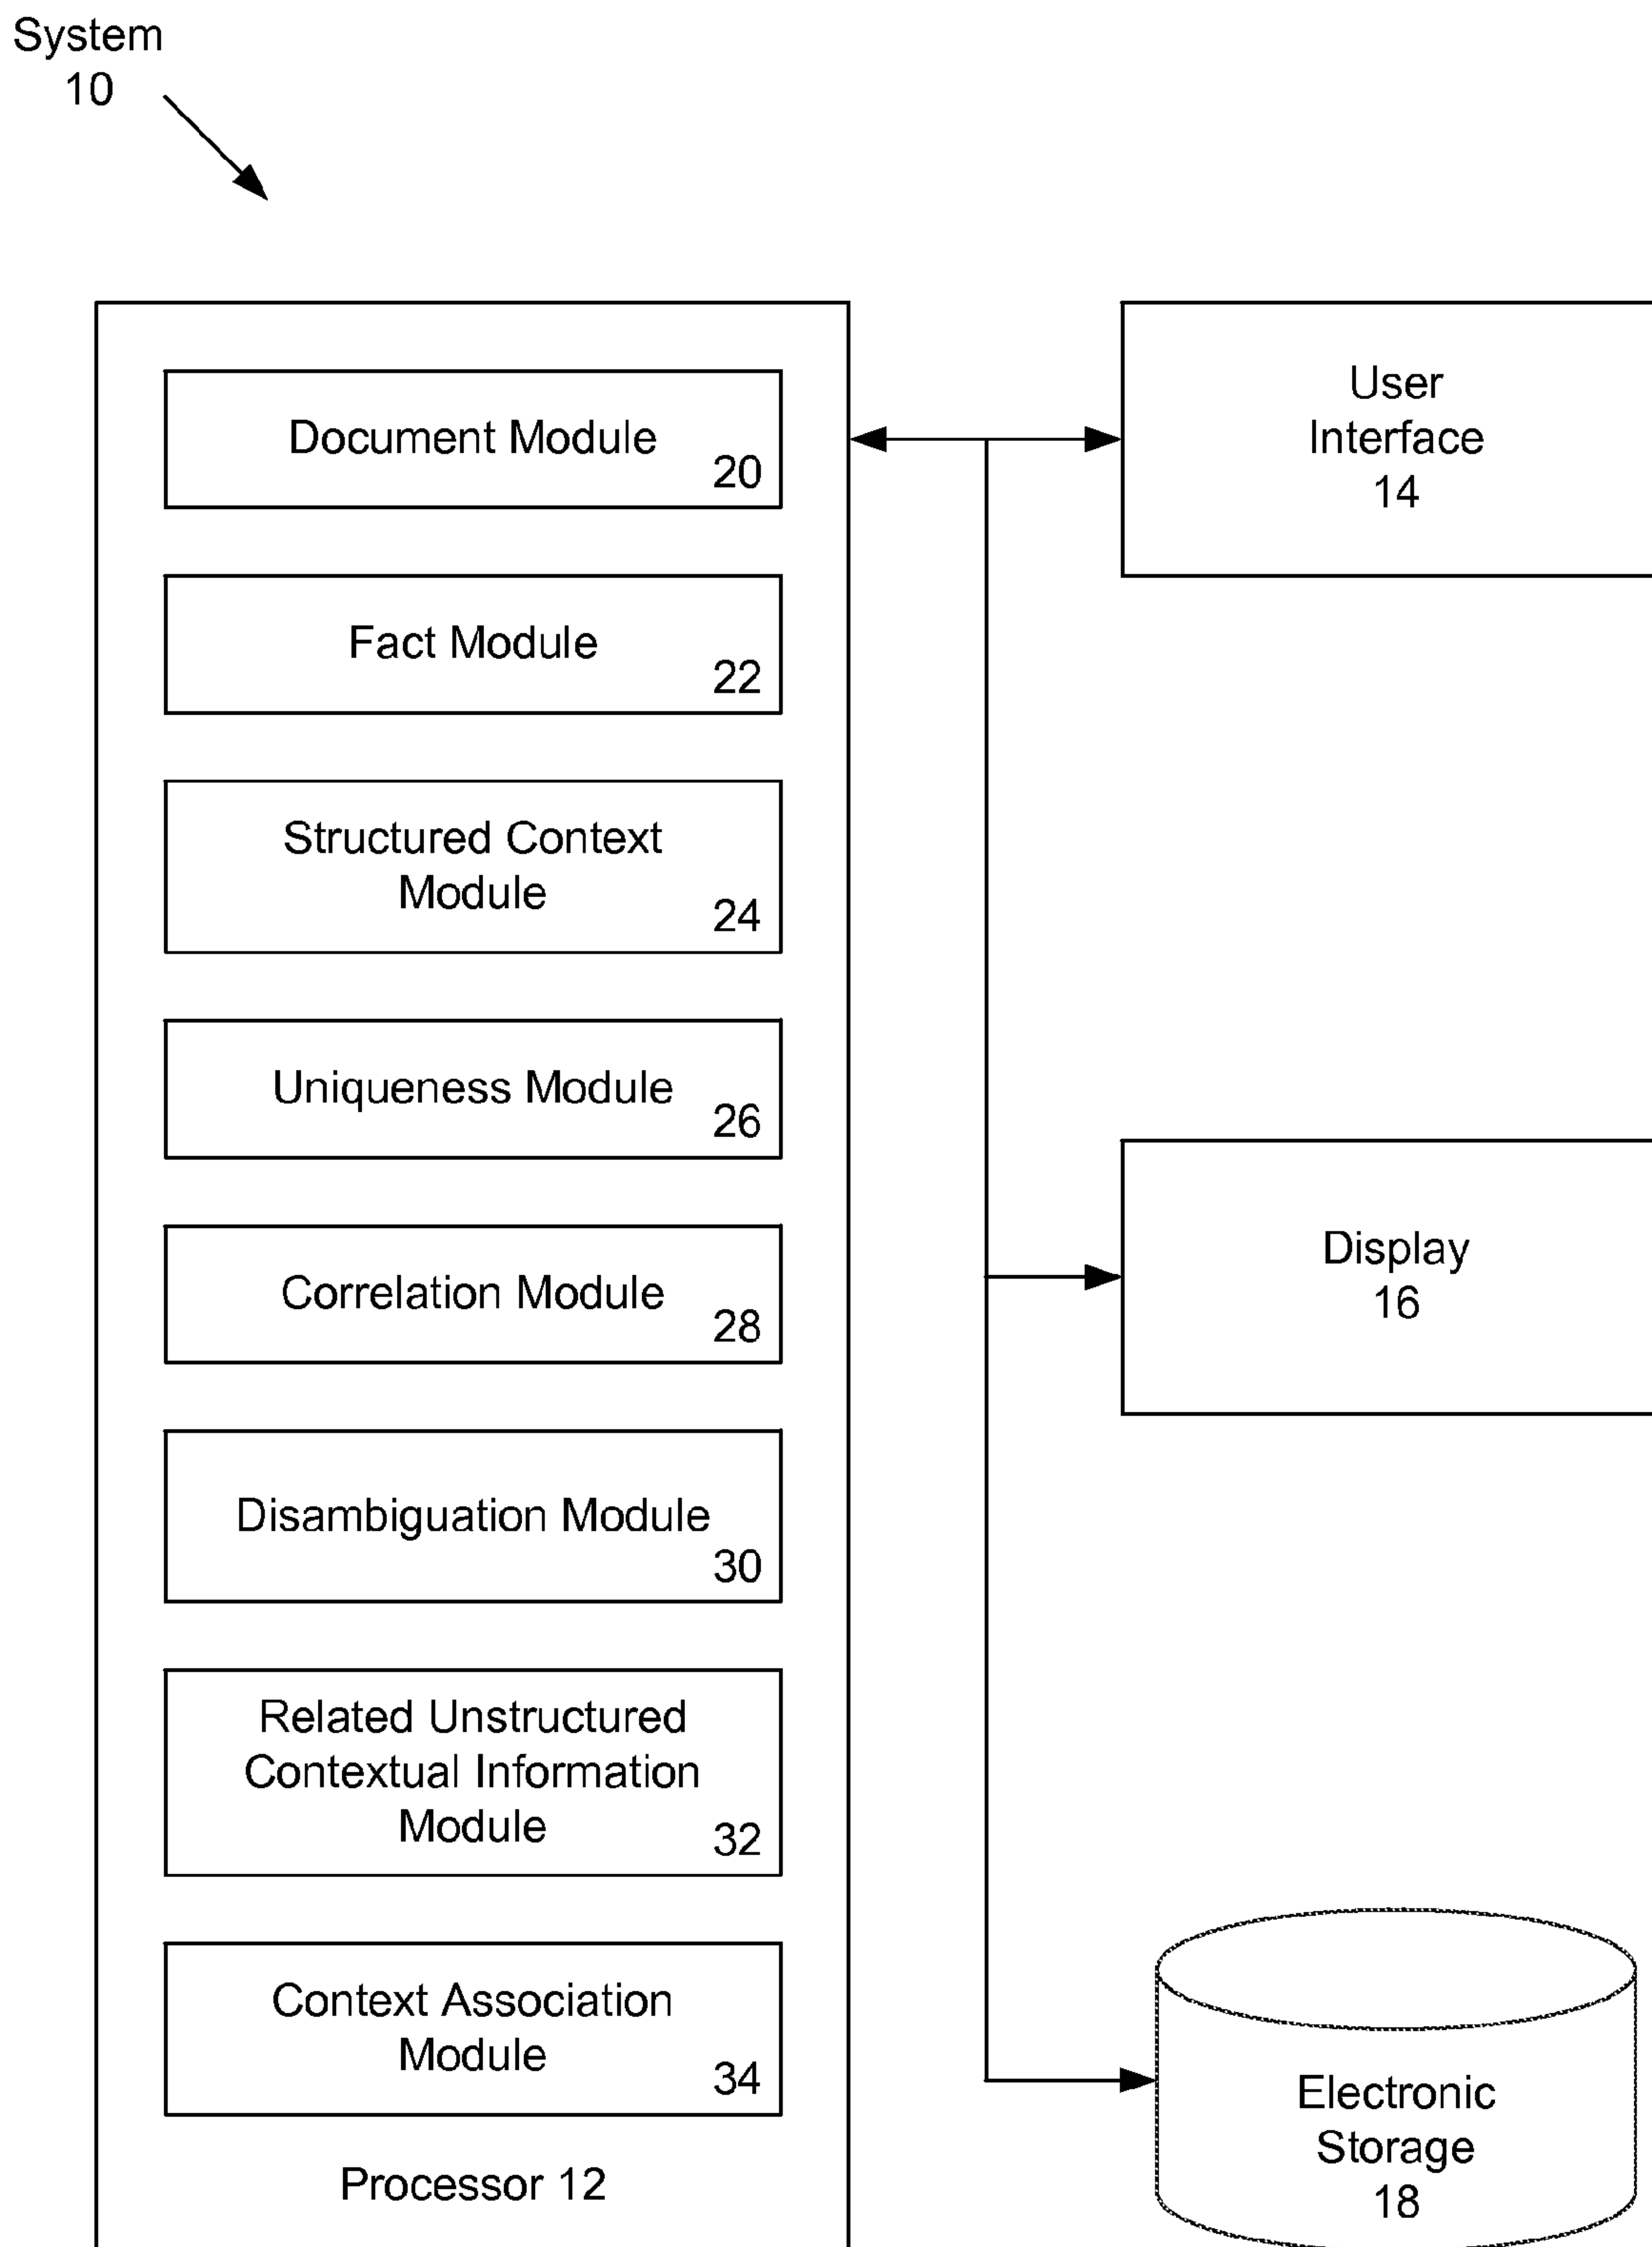 System
10
Document Module
20
Fact Module
22
Structured Context
Module
24
Uniqueness Module
26
Correlation Module
28
Disambiguation Module
30
Related Unstructured
Contextual Information
Module
32
Context Association
Module
34
Processor 12
User
Interface
14
Display
16
Electronic
Storage
18